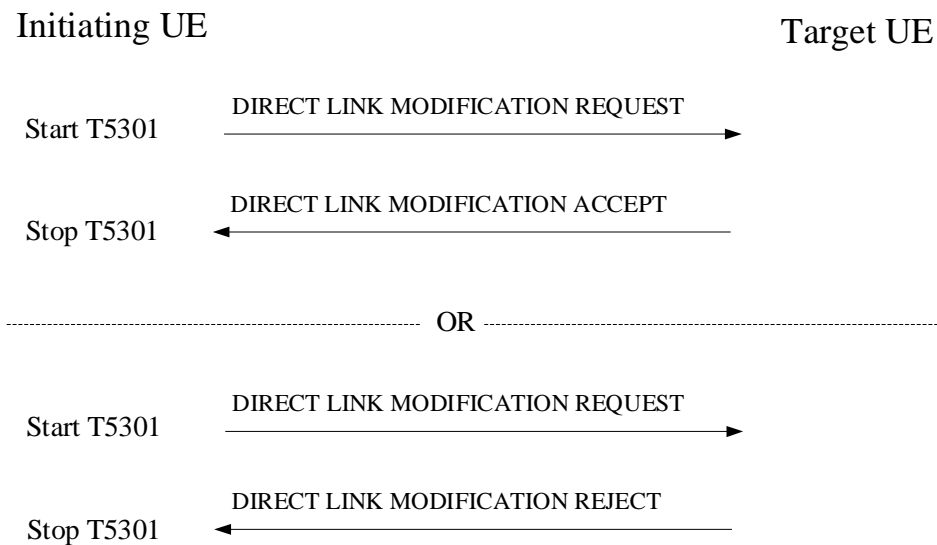 Initiating UE
Target UE
DIRECT LINK MODIFICATION REQUEST
Start T5301
DIRECT LINK MODIFICATION ACCEPT
Stop T5301
OR
DIRECT LINK MODIFICATION REQUEST
Start T5301
DIRECT LINK MODIFICATION REJECT
Stop T5301